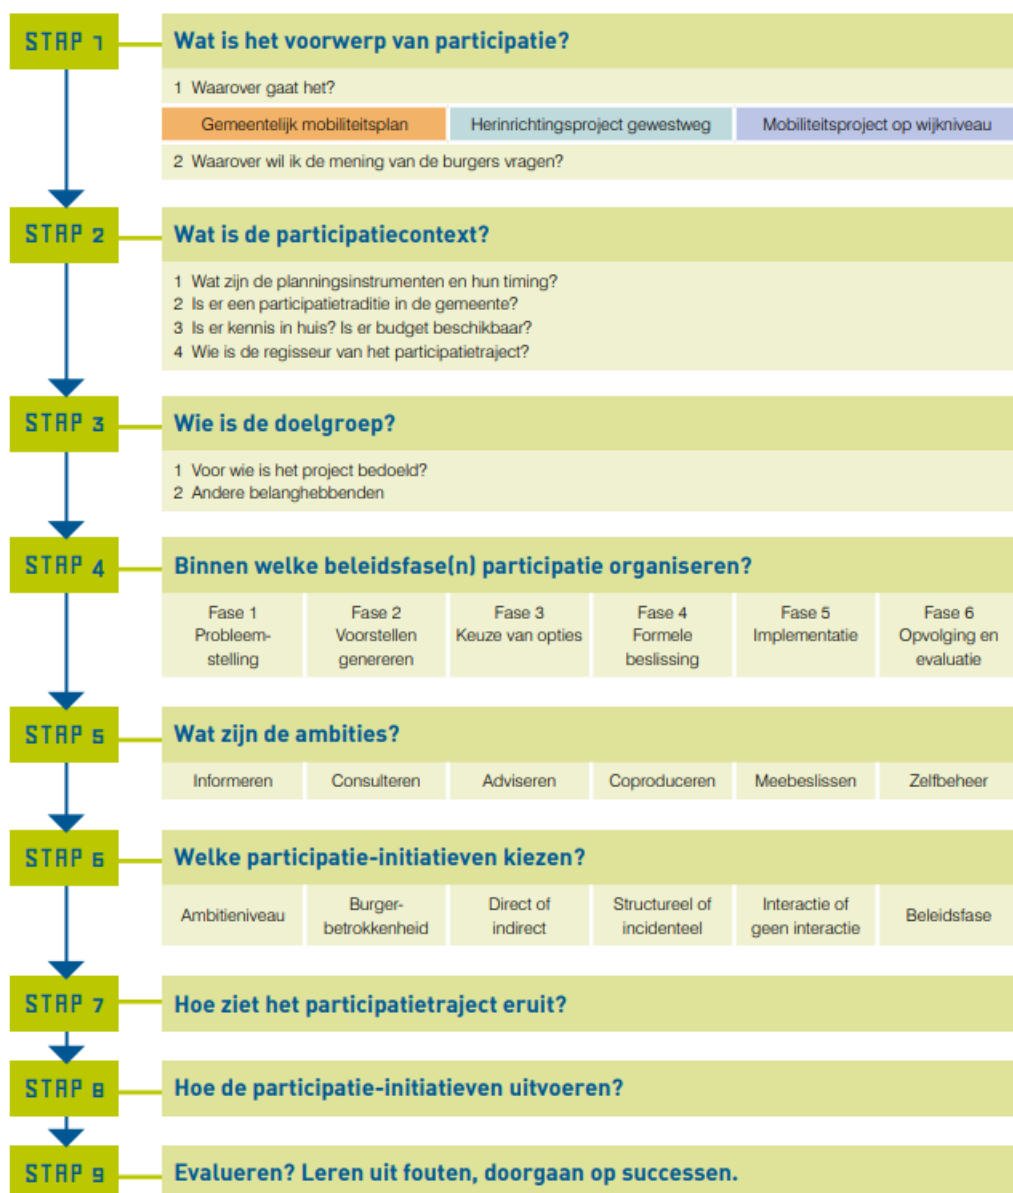 STAP 1
Wat is het voorwerp van participatie?
1 Waarover gaat het?
Gemeentelijk mobiliteitsplan
Herinrichtingsproject gewestweg
Mobiliteitsproject op wijkniveau
2 Waarover wil ik de mening van de burgers vragen?
STAP 2
Wat is de participatiecontext?
1 Wat zijn de planningsinstrumenten en hun timing?
2 Is er een participatietraditie in de gemeente?
3 Is er kennis in huis? Is er budget beschikbaar?
4 Wie is de regisseur van het participatietraject?
STAP 3
Wie is de doelgroep?
1 Voor wie is het project bedoeld?
2 Andere belanghebbenden
STAP 4
Binnen welke beleidsfase(n) participatie organiseren?
Fase 1
Probleem-
stelling
Fase 2
Voorstellen
genereren
Fase 3
Keuze van opties
Fase 4
Formele
beslissing
Fase 5
Implementatie
Fase 6
Opvolging en
evaluatie
STAP 5
Wat zijn de ambities?
Informeren
Consulteren
Adviseren
Coproduceren
Meebeslissen
Zelfbeheer
STAP 6
Welke participatie-initiatieven kiezen?
Ambitieniveau
Burger-
betrokkenheid
Direct of
indirect
Structureel of
incidenteel
Interactie of
geen interactie
Beleidsfase
STAP 7
Hoe ziet het participatietraject eruit?
STAP 8
Hoe de participatie-initiatieven uitvoeren?
STAP 9
Evalueren? Leren uit fouten, doorgaan op successen.